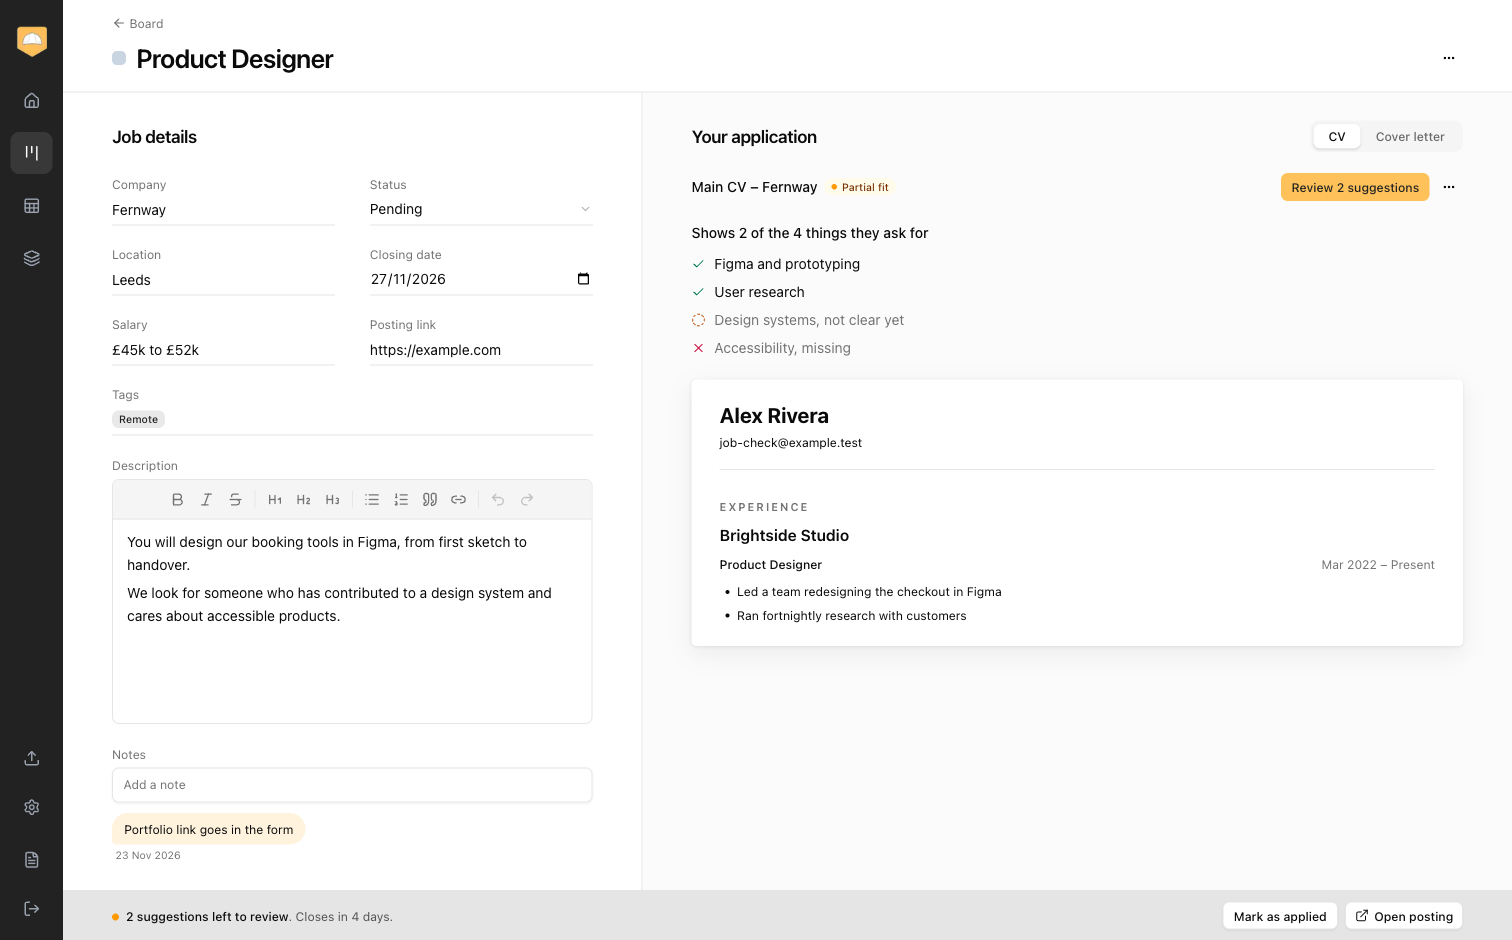 Board
Product Designer
Job details
Company
Fernway
Status
Pending
Location
Leeds
Closing date
27/11/2026
Salary
£45k to £52k
Posting link
https://example.com
Tags
Remote
Description
H1 H2 H3
You will design our booking tools in Figma, from first sketch to
handover.
We look for someone who has contributed to a design system and
cares about accessible products.
Notes
Add a note
Portfolio link goes in the form
23 Nov 2026
Your application
CV Cover letter
Main CV – Fernway
Partial fit
Review 2 suggestions
Shows 2 of the 4 things they ask for
Figma and prototyping
User research
Design systems, not clear yet
Accessibility, missing
Alex Rivera
job-check@example.test
EXPERIENCE
Brightside Studio
Product Designer Mar 2022 – Present
• Led a team redesigning the checkout in Figma
• Ran fortnightly research with customers
2 suggestions left to review. Closes in 4 days.
Mark as applied
Open posting